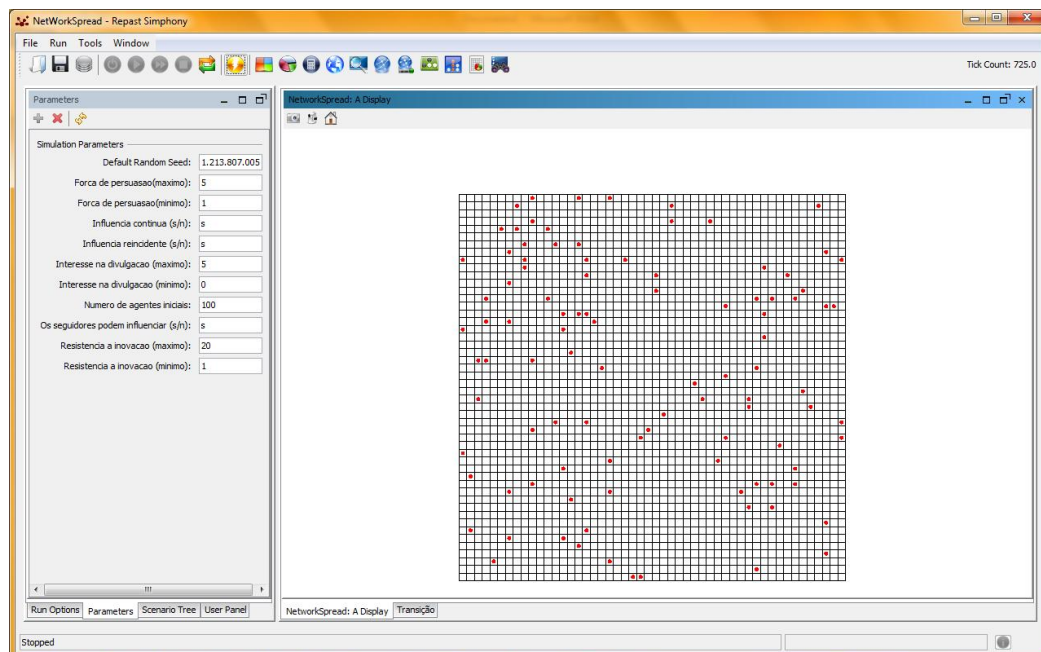 NetWorkSpread - Repast Simphony
File Run Tools Window
Tick Count: 725.0
Parameters
Simulation Parameters
Default Random Seed: 1.213.807.005
Forca de persuasao(maximo): 5
Forca de persuasao(minimo): 1
Influencia continua (s/n): s
Influencia reincidente (s/n): s
Interesse na divulgacao (maximo): 5
Interesse na divulgacao (minimo): 0
Numero de agentes iniciais: 100
Os seguidores podem influenciar (s/n): s
Resistencia a inovacao (maximo): 20
Resistencia a inovacao (minimo): 1
Run Options Parameters Scenario Tree User Panel
NetworkSpread: A Display
NetworkSpread: A Display Transição
Stopped